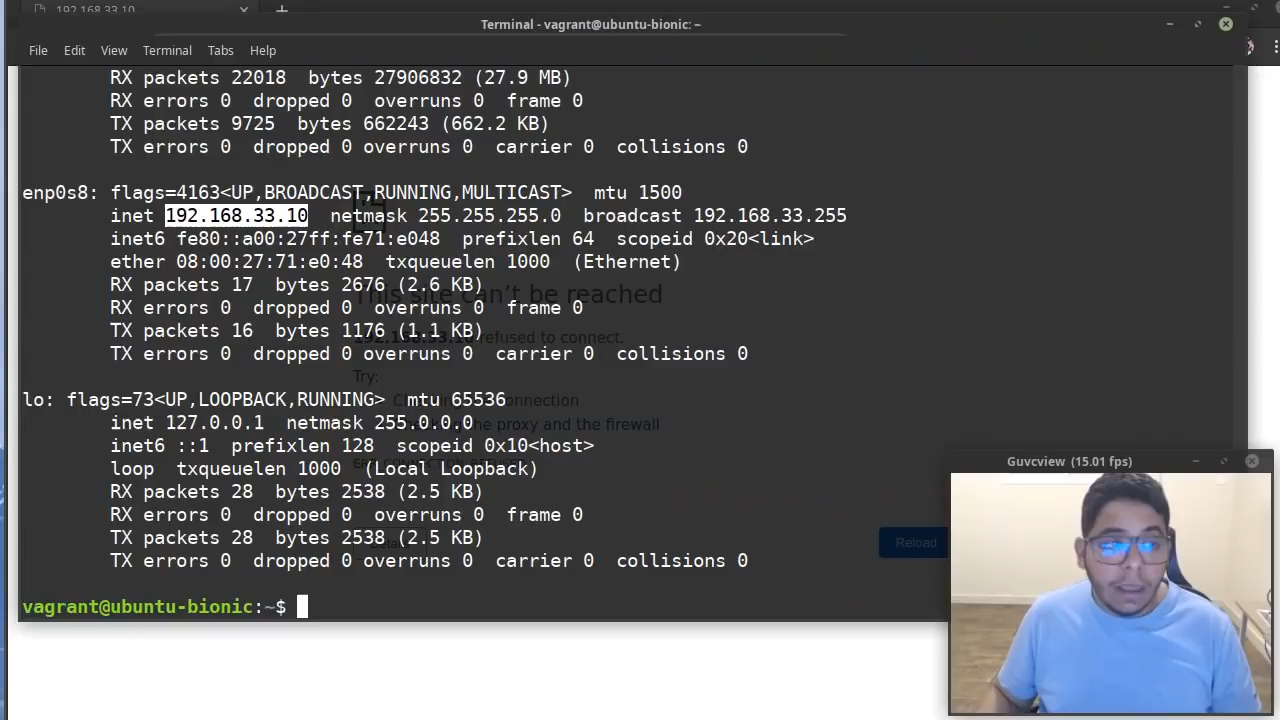 192.168.33.10
Terminal - vagrant@ubuntu-bionic: ~
File Edit View Terminal Tabs Help
RX packets 22018 bytes 27906832 (27.9 MB)
RX errors 0 dropped 0 overruns 0 frame 0
TX packets 9725 bytes 662243 (662.2 KB)
TX errors 0 dropped 0 overruns 0 carrier 0 collisions 0
enp0s8: flags=4163<UP,BROADCAST,RUNNING,MULTICAST> mtu 1500
inet 192.168.33.10 netmask 255.255.255.0 broadcast 192.168.33.255
inet6 fe80::a00:27ff:fe71:e048 prefixlen 64 scopeid 0x20<link>
ether 08:00:27:71:e0:48 txqueuelen 1000 (Ethernet)
RX packets 17 bytes 2676 (2.6 KB)
RX errors 0 dropped 0 overruns 0 frame 0
TX packets 16 bytes 1176 (1.1 KB)
TX errors 0 dropped 0 overruns 0 carrier 0 collisions 0
lo: flags=73<UP,LOOPBACK,RUNNING> mtu 65536
inet 127.0.0.1 netmask 255.0.0.0
inet6 ::1 prefixlen 128 scopeid 0x10<host>
loop txqueuelen 1000 (Local Loopback)
RX packets 28 bytes 2538 (2.5 KB)
RX errors 0 dropped 0 overruns 0 frame 0
TX packets 28 bytes 2538 (2.5 KB)
TX errors 0 dropped 0 overruns 0 carrier 0 collisions 0
vagrant@ubuntu-bionic:~$
This site can't be reached
192.168.33.10 refused to connect.
Try:
connection
the proxy and the firewall
Reload
Guvcview (15.01 fps)